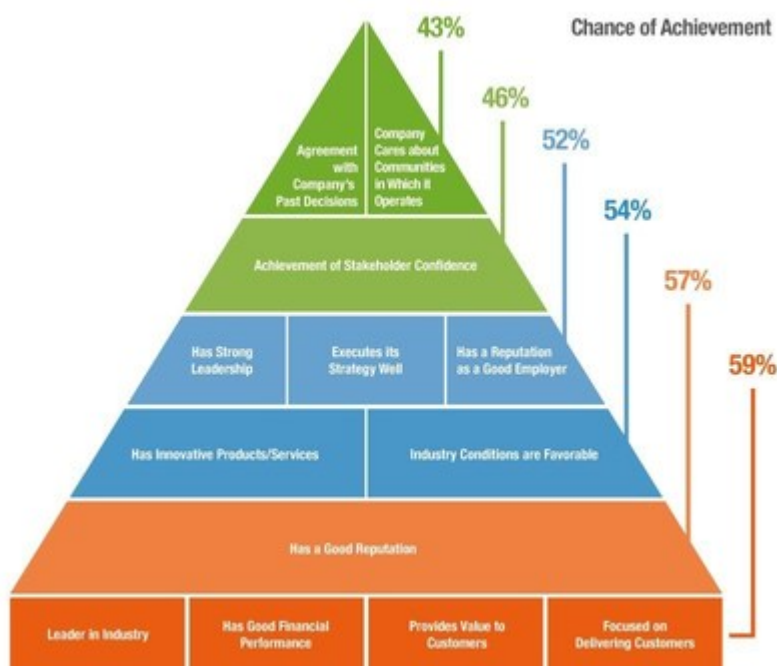 43%
Chance of Achievement
46%
52%
54%
57%
59%
Agreement
with
Company's
Past Decisions
Company
Cares about
Communities
in Which it
Operates
Achievement of Stakeholder Confidence
Has Strong
Leadership
Executes its
Strategy Well
Has a Reputation
as a Good Employer
Has Innovative Products/Services
Industry Conditions are Favorable
Has a Good Reputation
Leader in Industry
Has Good Financial
Performance
Provides Value to
Customers
Focused on
Delivering Customers